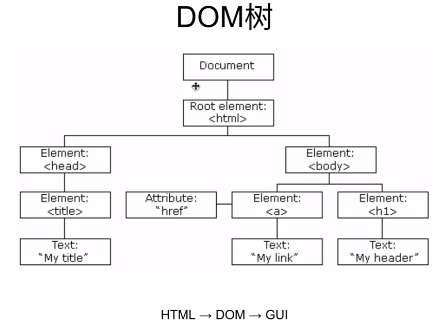 DOM树
Document
Root element:
<html>
Element:
<head>
Element:
<body>
Element:
<title>
Attribute:
"href"
Element:
<a>
Element:
<h1>
Text:
"My title"
Text:
"My link"
Text:
"My header"
HTML → DOM → GUI